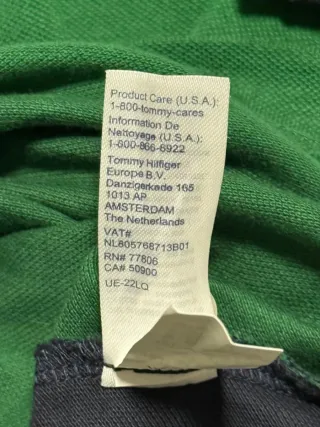 Product Care (U.S.A.):
1-800-tommy-cares
Information De
Nettoyage (U.S.A.):
1-800-866-6922
Tommy Hilfiger
Europe B.V.
Danzigerkade 165
1013 AP
AMSTERDAM
The Netherlands
VAT#
NL805768713B01
RN# 77806
CA# 50900
UE-22LQ